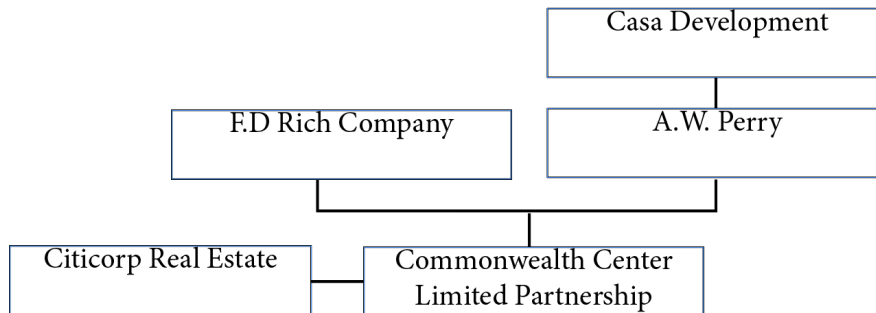 Casa Development
F.D Rich Company
A.W. Perry
Citicorp Real Estate
Commonwealth Center
Limited Partnership